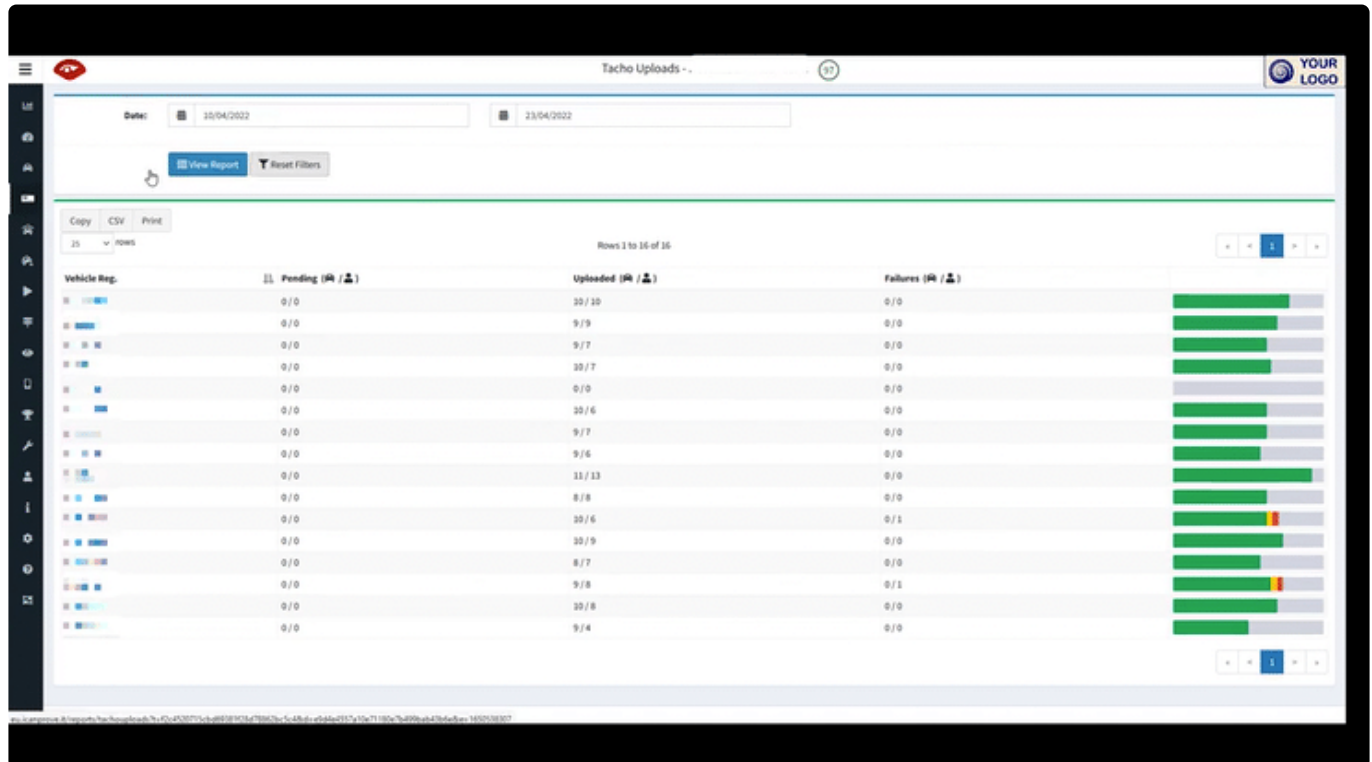 Tacho Uploads -
97
YOUR
LOGO
Date:
10/04/2022
23/04/2022
View Report
Reset Filters
Copy
CSV
Print
25
rows
Rows 1 to 16 of 16
« < 1 > »
Vehicle Reg.
Pending ( / )
Uploaded ( / )
Failures ( / )
0/0 10/10 0/0
0/0 9/9 0/0
0/0 9/7 0/0
0/0 10/7 0/0
0/0 0/0 0/0
0/0 10/6 0/0
0/0 9/7 0/0
0/0 9/6 0/0
0/0 11/13 0/0
0/0 8/8 0/0
0/0 10/6 0/1
0/0 10/9 0/0
0/0 8/7 0/0
0/0 9/8 0/1
0/0 10/8 0/0
0/0 9/4 0/0
« < 1 > »